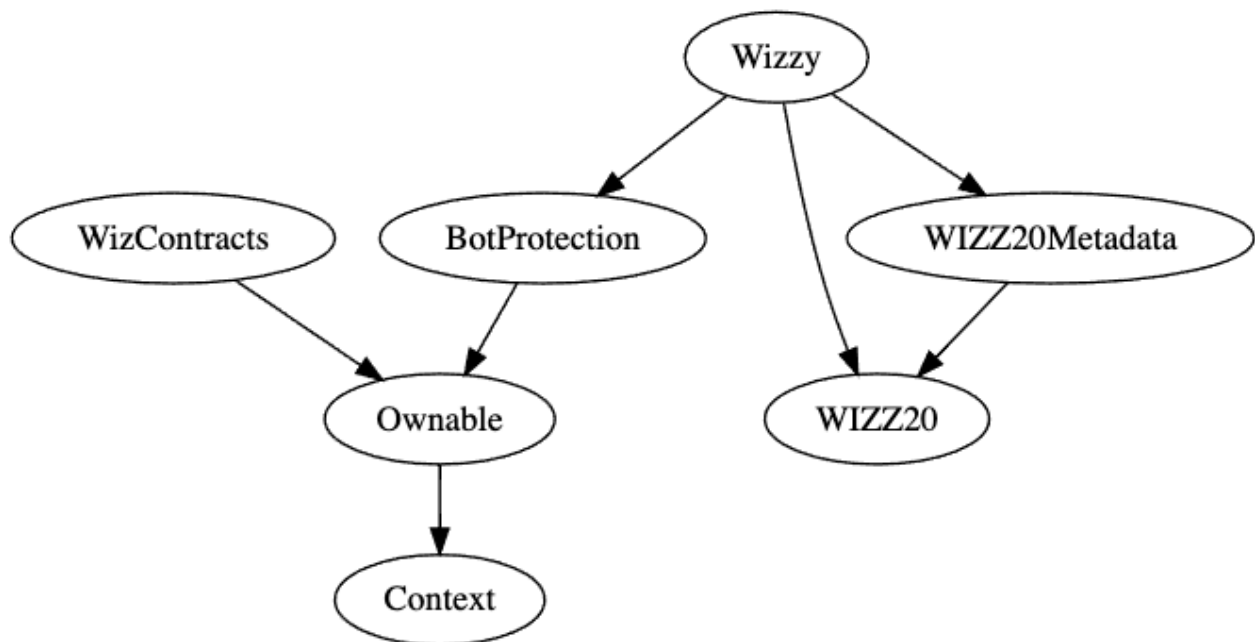 Wizzy
WizContracts
BotProtection
WIZZ20Metadata
Ownable
WIZZ20
Context